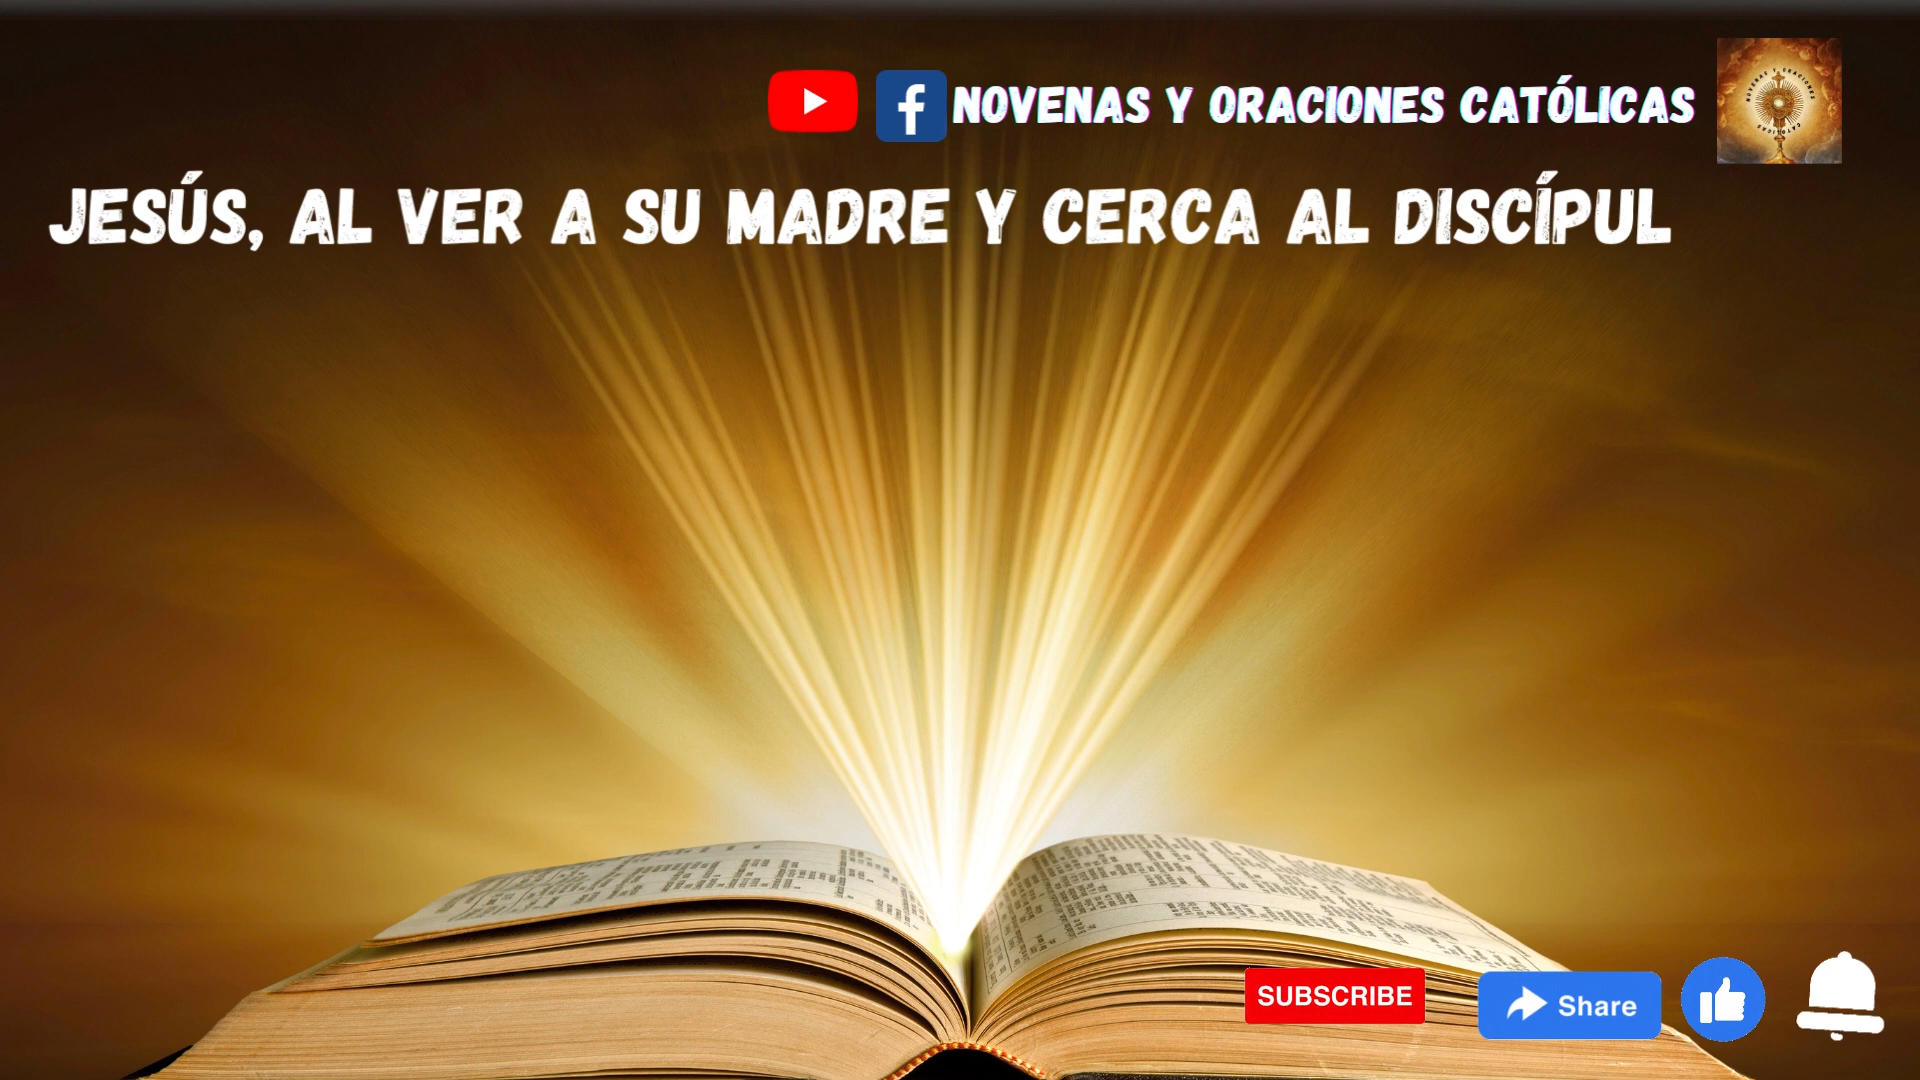 NOVENAS Y ORACIONES CATÓLICAS
JESÚS, AL VER A SU MADRE Y CERCA AL DISCÍPUL
SUBSCRIBE
Share